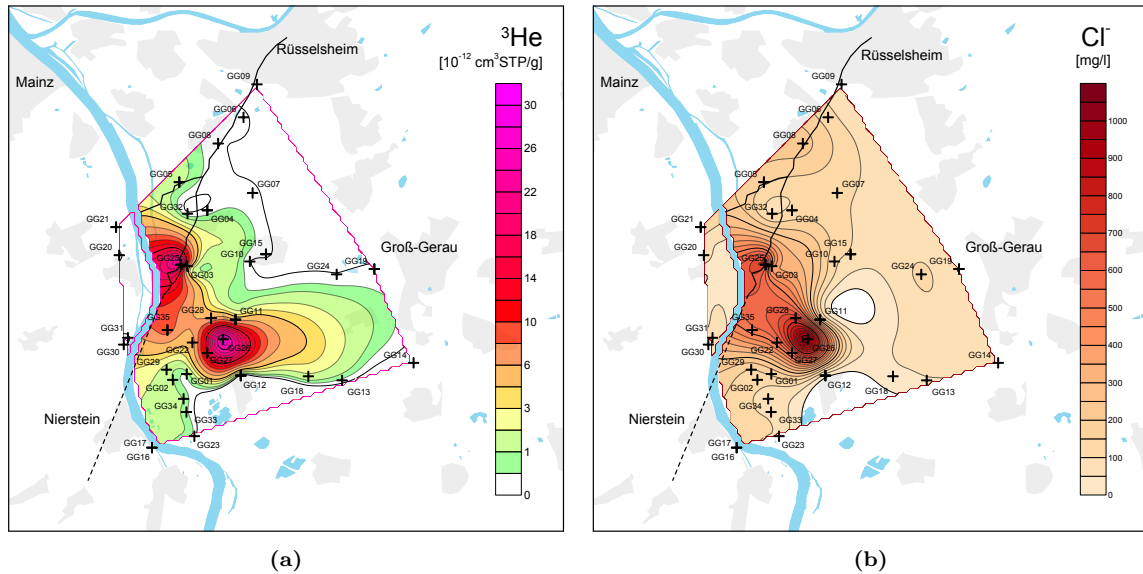 ³He
[10⁻¹² cm³STP/g]
Rüsselsheim
Mainz
GG09
GG06
GG08
GG05
GG07
GG32
GG04
GG21
GG20
GG25
GG03
GG15
GG10
GG24
GG19
Groß-Gerau
GG28
GG11
GG35
GG31
GG30
GG22
GG26
GG27
GG29
GG02
GG01
GG12
GG14
GG18
GG13
GG34
GG33
Nierstein
GG17
GG16
GG23
32
28
26
22
18
16
12
10
6
3
1
0
(a)
Cl⁻
[mg/l]
Rüsselsheim
Mainz
GG09
GG06
GG08
GG05
GG07
GG32
GG04
GG21
GG20
GG25
GG03
GG15
GG10
GG24
GG19
Groß-Gerau
GG28
GG11
GG35
GG31
GG30
GG22
GG26
GG27
GG29
GG02
GG01
GG12
GG14
GG18
GG13
GG34
GG33
Nierstein
GG17
GG16
GG23
1000
900
800
700
600
500
400
300
200
100
0
(b)